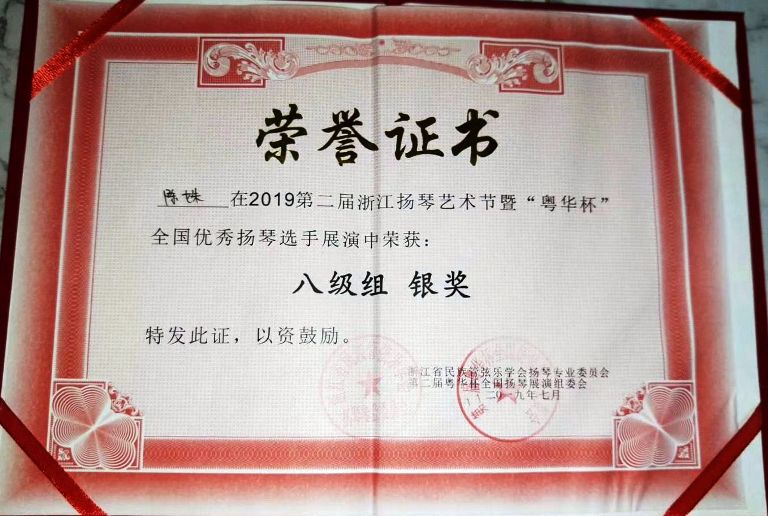 荣誉证书
陈姝 在2019第二届浙江扬琴艺术节暨“粤华杯”
全国优秀扬琴选手展演中荣获：
八级组 银奖
特发此证，以资鼓励。
浙江省民族管弦乐学会扬琴专业委员会
第二届粤华杯全国扬琴展演组委会
二〇一九年七月